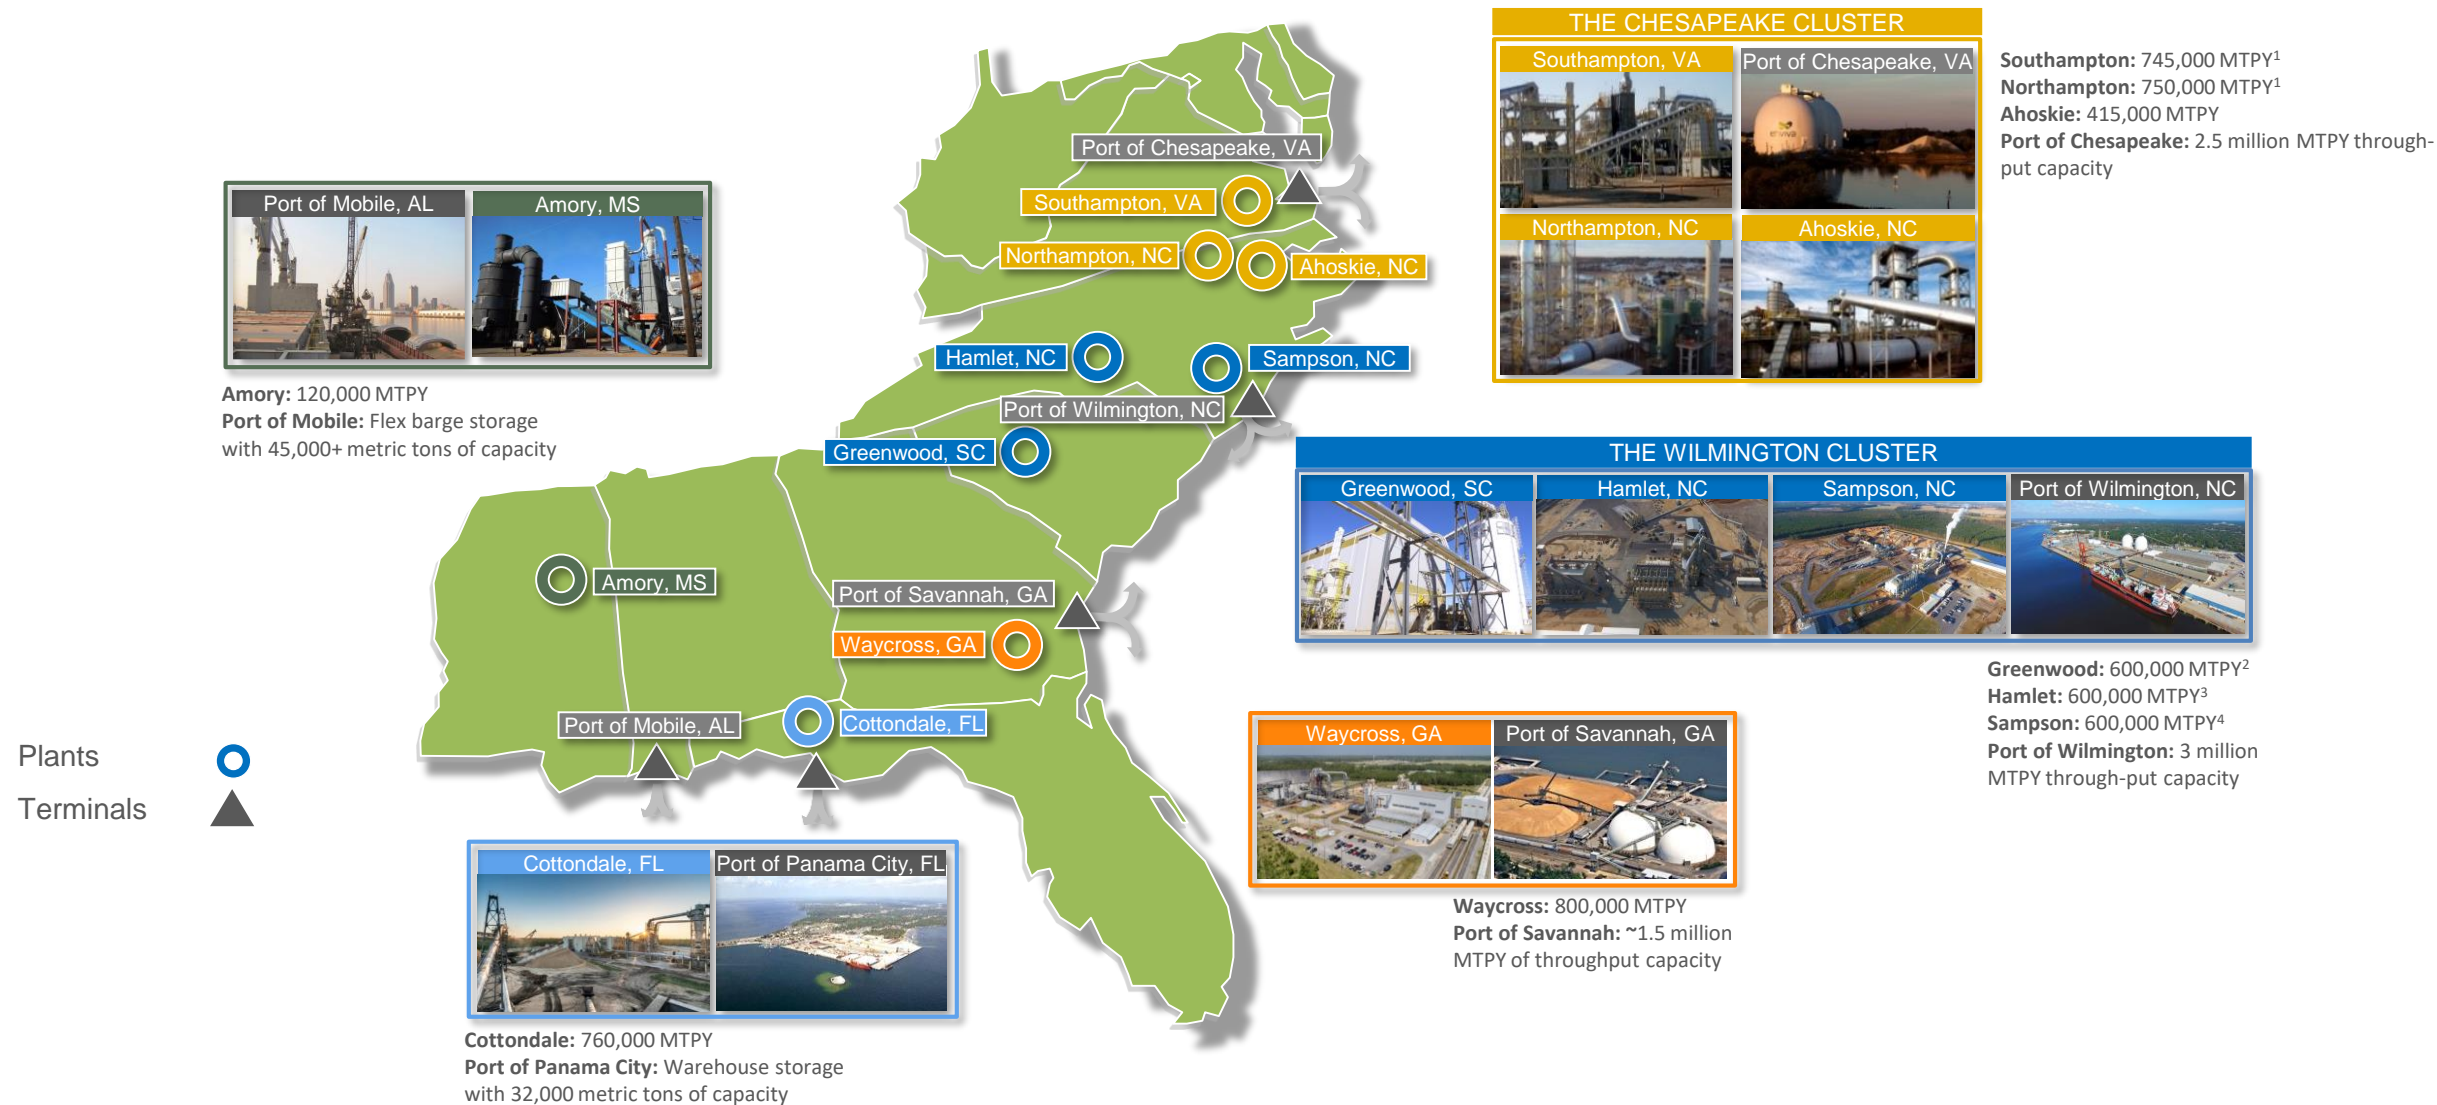 THE CHESAPEAKE CLUSTER
Southampton, VA
Port of Chesapeake, VA
Northampton, NC
Ahoskie, NC
Southampton: 745,000 MTPY1
Northampton: 750,000 MTPY1
Ahoskie: 415,000 MTPY
Port of Chesapeake: 2.5 million MTPY through-
put capacity
Port of Mobile, AL
Amory, MS
Amory: 120,000 MTPY
Port of Mobile: Flex barge storage
with 45,000+ metric tons of capacity
Port of Chesapeake, VA
Southampton, VA
Northampton, NC
Ahoskie, NC
Hamlet, NC
Sampson, NC
Port of Wilmington, NC
Greenwood, SC
Amory, MS
Port of Savannah, GA
Waycross, GA
Port of Mobile, AL
Cottondale, FL
THE WILMINGTON CLUSTER
Greenwood, SC
Hamlet, NC
Sampson, NC
Port of Wilmington, NC
Greenwood: 600,000 MTPY2
Hamlet: 600,000 MTPY3
Sampson: 600,000 MTPY4
Port of Wilmington: 3 million
MTPY through-put capacity
Plants
Terminals
Waycross, GA
Port of Savannah, GA
Waycross: 800,000 MTPY
Port of Savannah: ~1.5 million
MTPY of throughput capacity
Cottondale, FL
Port of Panama City, FL
Cottondale: 760,000 MTPY
Port of Panama City: Warehouse storage
with 32,000 metric tons of capacity